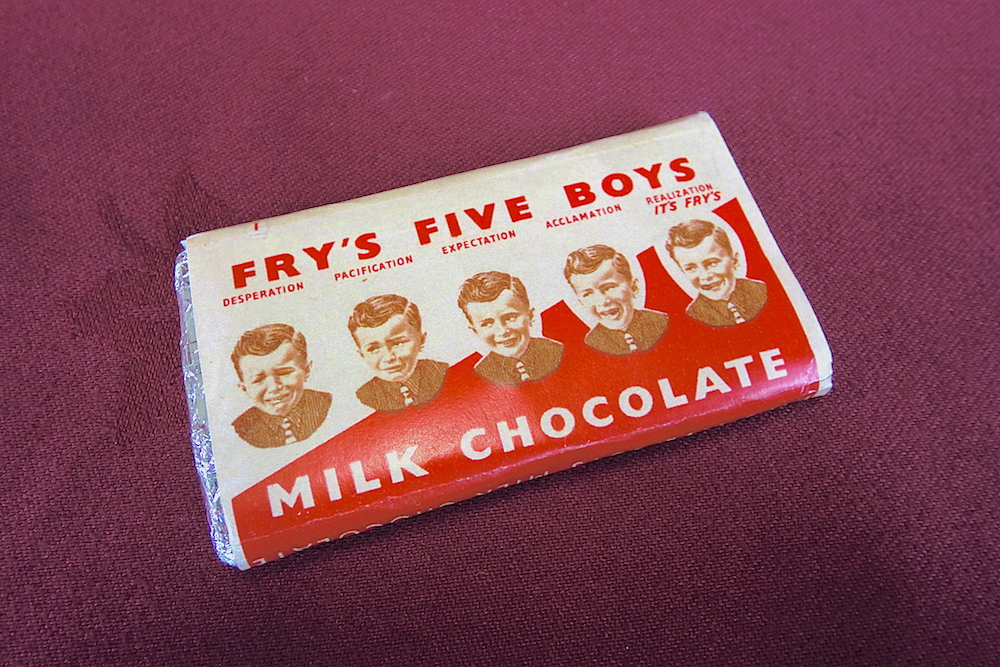 FRY'S FIVE BOYS
DESPERATION
PACIFICATION
EXPECTATION
ACCLAMATION
REALIZATION
IT'S FRY'S
MILK CHOCOLATE